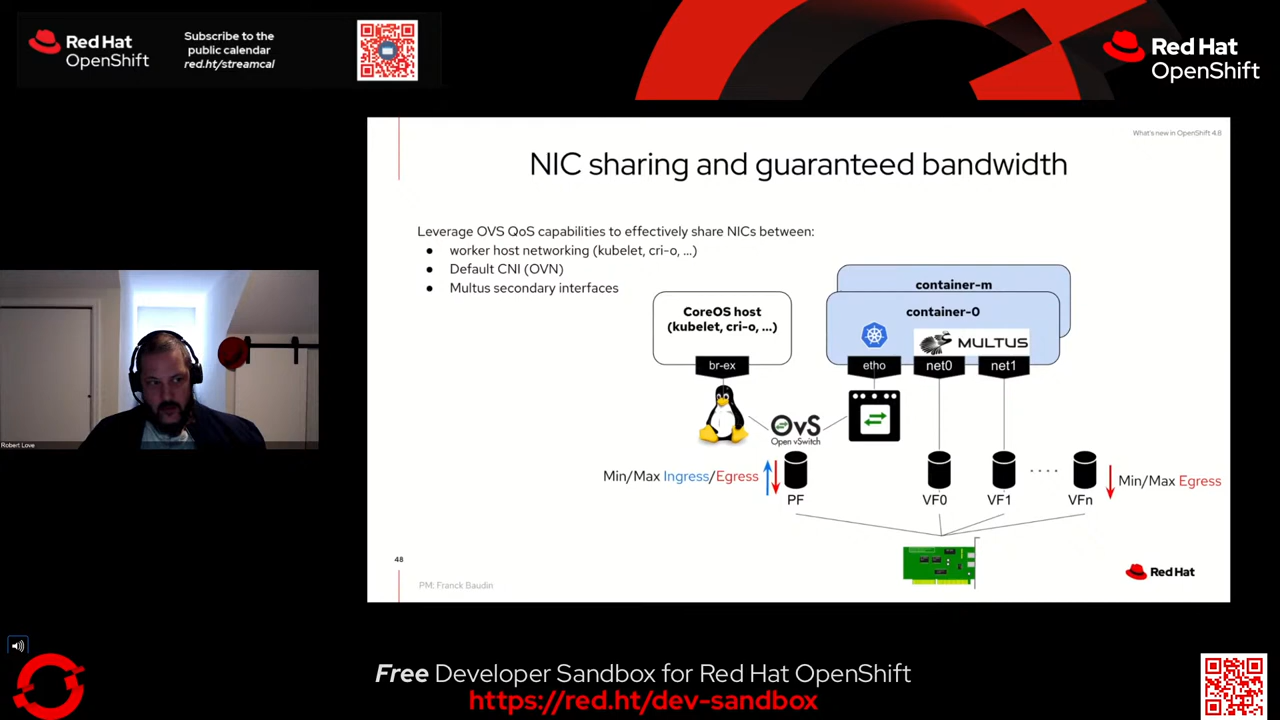 Red Hat
OpenShift
Subscribe to the
public calendar
red.ht/streamcal
Red Hat
OpenShift
What's new in OpenShift 4.8
NIC sharing and guaranteed bandwidth
Leverage OVS QoS capabilities to effectively share NICs between:
● worker host networking (kubelet, cri-o, ...)
● Default CNI (OVN)
● Multus secondary interfaces
container-m
CoreOS host
(kubelet, cri-o, ...)
container-0
MULTUS
br-ex
etho
net0
net1
OvS
Open vSwitch
Min/Max Ingress/Egress
PF
VF0
VF1
....
VFn
Min/Max Egress
48
PM: Franck Baudin
Red Hat
Robert Love
Free Developer Sandbox for Red Hat OpenShift
https://red.ht/dev-sandbox